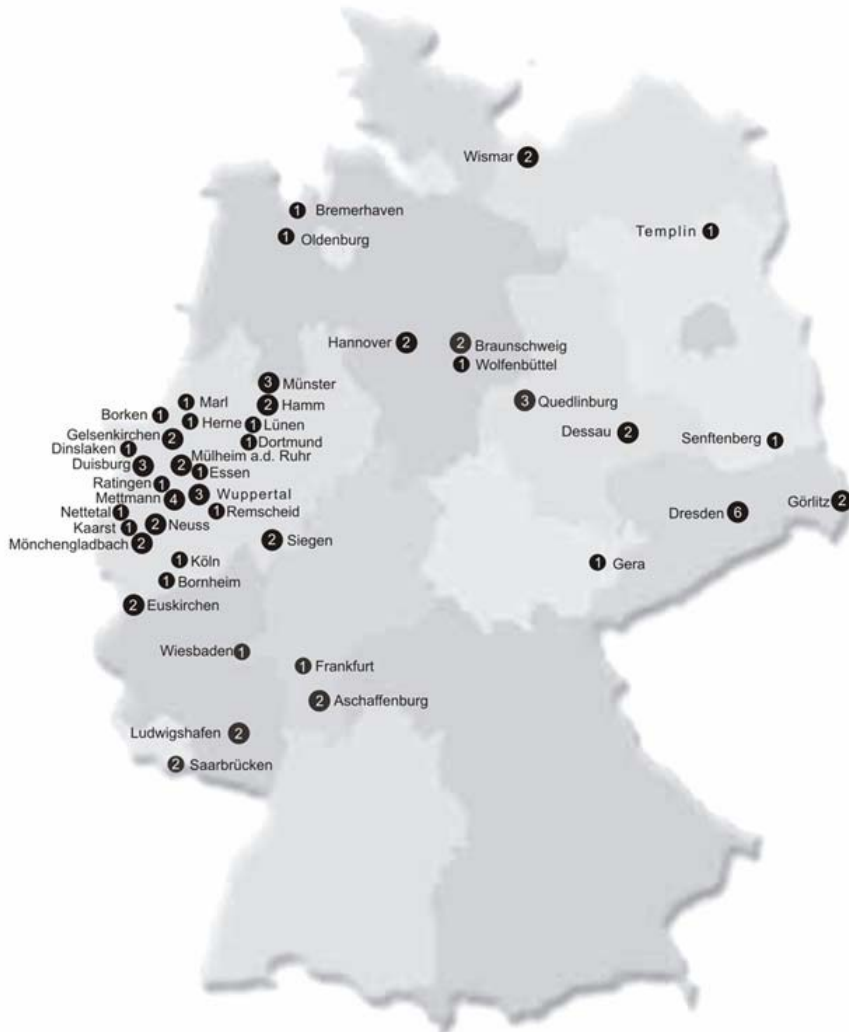 Wismar 2
1 Bremerhaven
1 Oldenburg
Templin 1
Hannover 2
2 Braunschweig
1 Wolfenbüttel
3 Münster
1 Marl
2 Hamm
3 Quedlinburg
Borken 1
1 Herne
1 Lünen
Dessau 2
Gelsenkirchen 2
1 Dortmund
Senftenberg 1
Dinslaken 1
2 Mülheim a.d. Ruhr
Duisburg 3
1 Essen
Ratingen 1
Mettmann 4
3 Wuppertal
Görlitz 2
Nettetal 1
1 Remscheid
Dresden 6
Kaarst 1
2 Neuss
Mönchengladbach 2
2 Siegen
1 Köln
1 Gera
1 Bornheim
2 Euskirchen
Wiesbaden 1
1 Frankfurt
2 Aschaffenburg
Ludwigshafen 2
2 Saarbrücken